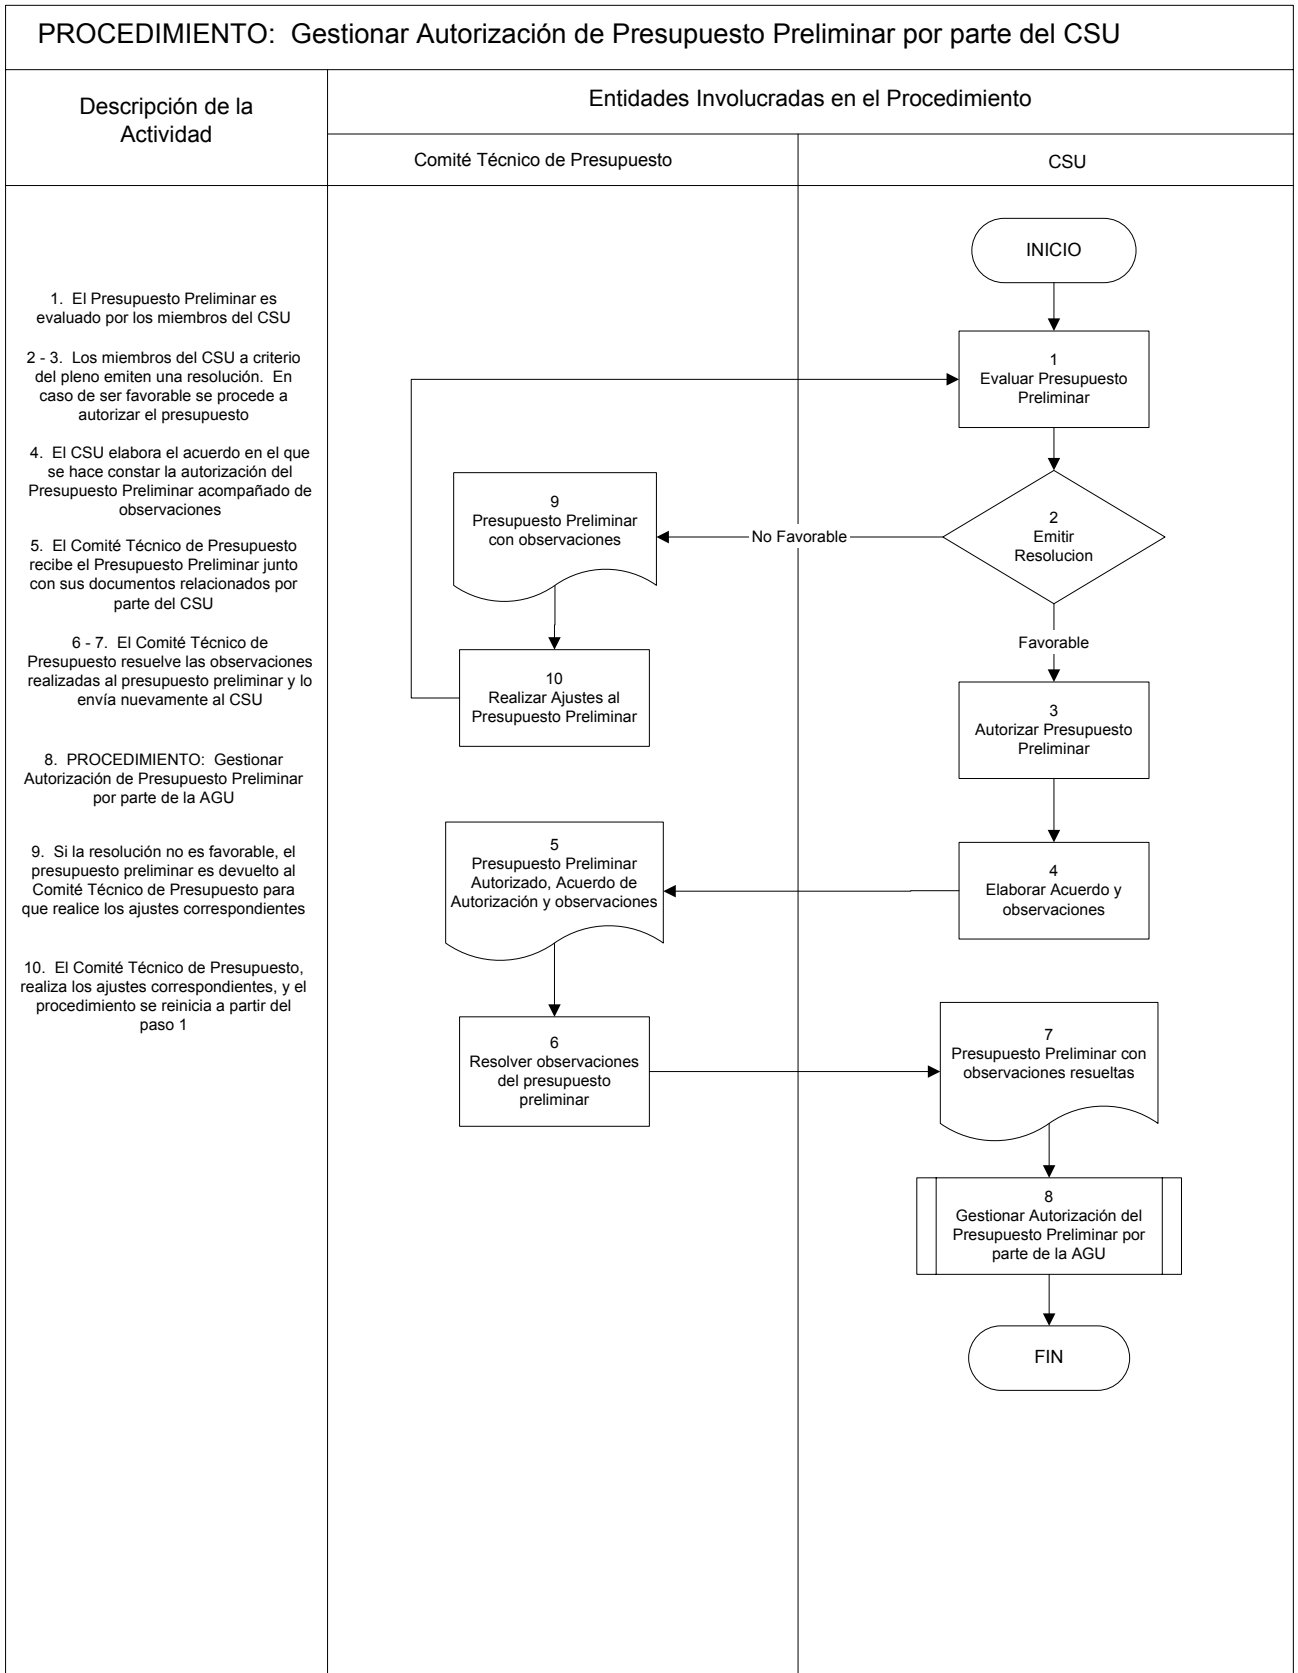 PROCEDIMIENTO:  Gestionar Autorización de Presupuesto Preliminar por parte del CSU
Descripción de la
Actividad
Entidades Involucradas en el Procedimiento
Comité Técnico de Presupuesto
CSU
1.  El Presupuesto Preliminar es
evaluado por los miembros del CSU
2 - 3.  Los miembros del CSU a criterio
del pleno emiten una resolución.  En
caso de ser favorable se procede a
autorizar el presupuesto
4.  El CSU elabora el acuerdo en el que
se hace constar la autorización del
Presupuesto Preliminar acompañado de
observaciones
5.  El Comité Técnico de Presupuesto
recibe el Presupuesto Preliminar junto
con sus documentos relacionados por
parte del CSU
6 - 7.  El Comité Técnico de
Presupuesto resuelve las observaciones
realizadas al presupuesto preliminar y lo
envía nuevamente al CSU
8.  PROCEDIMIENTO:  Gestionar
Autorización de Presupuesto Preliminar
por parte de la AGU
9.  Si la resolución no es favorable, el
presupuesto preliminar es devuelto al
Comité Técnico de Presupuesto para
que realice los ajustes correspondientes
10.  El Comité Técnico de Presupuesto,
realiza los ajustes correspondientes, y el
procedimiento se reinicia a partir del
paso 1
INICIO
1
Evaluar Presupuesto
Preliminar
2
Emitir
Resolucion
No Favorable
9
Presupuesto Preliminar
con observaciones
10
Realizar Ajustes al
Presupuesto Preliminar
Favorable
3
Autorizar Presupuesto
Preliminar
4
Elaborar Acuerdo y
observaciones
5
Presupuesto Preliminar
Autorizado, Acuerdo de
Autorización y observaciones
6
Resolver observaciones
del presupuesto
preliminar
7
Presupuesto Preliminar con
observaciones resueltas
8
Gestionar Autorización del
Presupuesto Preliminar por
parte de la AGU
FIN